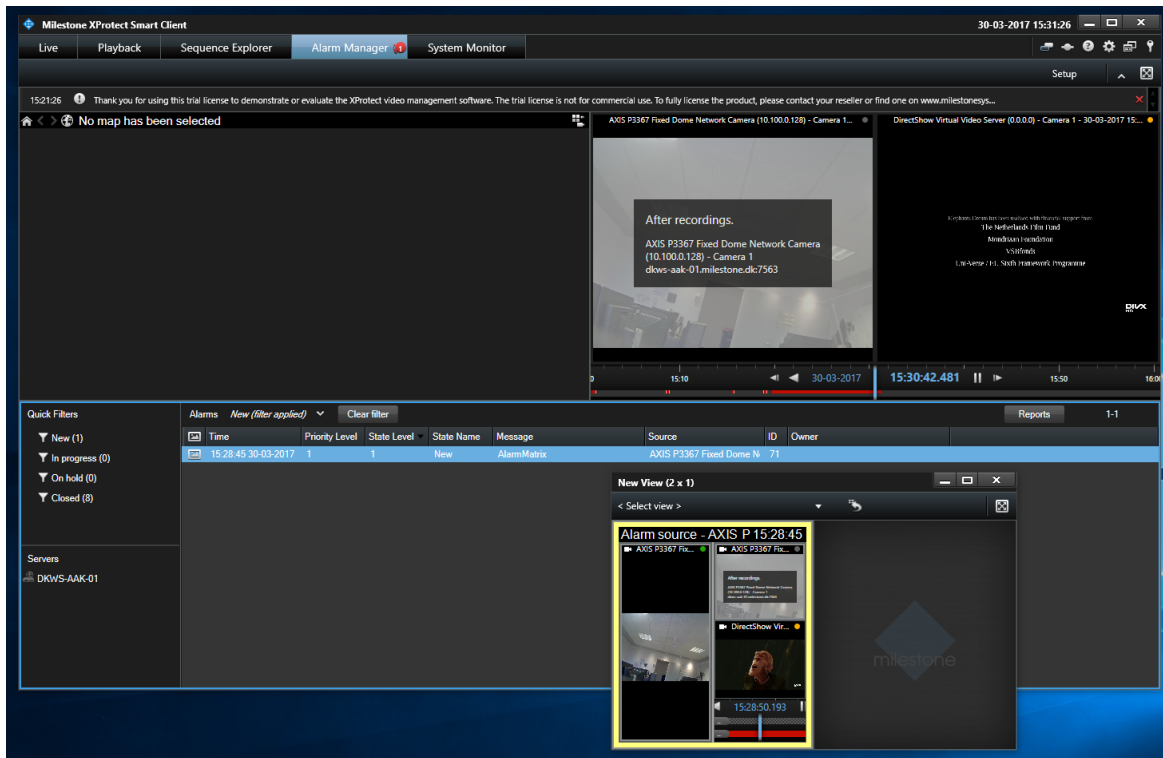 Milestone XProtect Smart Client
30-03-2017 15:31:26
Live
Playback
Sequence Explorer
Alarm Manager
1
System Monitor
Setup
15:21:26
Thank you for using this trial license to demonstrate or evaluate the XProtect video management software. The trial license is not for commercial use. To fully license the product, please contact your reseller or find one on www.milestonesys...
No map has been selected
AXIS P3367 Fixed Dome Network Camera (10.100.0.128) - Camera 1...
DirectShow Virtual Video Server (0.0.0.0) - Camera 1 - 30-03-2017 15:...
After recordings.
AXIS P3367 Fixed Dome Network Camera
(10.100.0.128) - Camera 1
dkws-aak-01.milestone.dk:7563
The Netherlands Film Fund
Mondriaan Foundation
VSBfonds
DIVX
15:10
30-03-2017
15:30:42.481
15:50
16:0
Quick Filters
New (1)
In progress (0)
On hold (0)
Closed (8)
Servers
DKWS-AAK-01
Alarms New (filter applied)
Clear filter
Reports
1-1
Time Priority Level State Level State Name Message Source ID Owner
15:28:45 30-03-2017 1 1 New AlarmMatrix AXIS P3367 Fixed Dome N 71
New View (2 x 1)
< Select view >
Alarm source - AXIS P 15:28:45
AXIS P3367 Fix...
AXIS P3367 Fix...
After recordings.
DirectShow Vir...
15:28:50.193
milestone